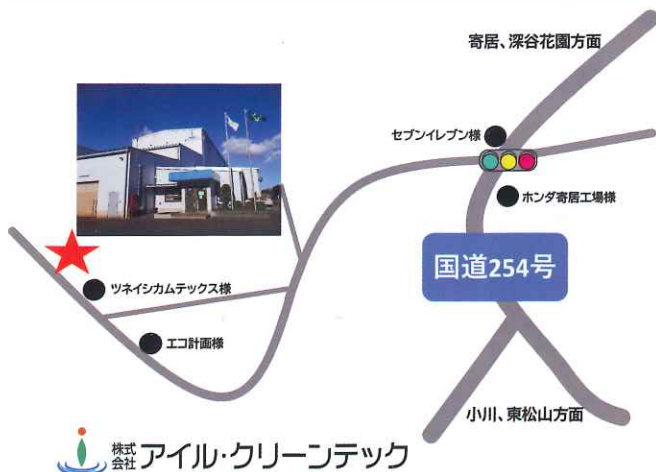 寄居、深谷花園方面
セブンイレブン様
ホンダ寄居工場様
国道254号
ツネイシカムテックス様
エコ計画様
小川、東松山方面
株式会社 アイル・クリーンテック